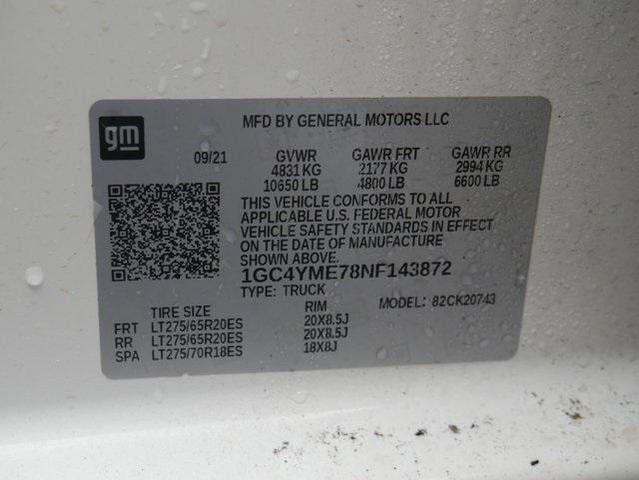 gm
MFD BY GENERAL MOTORS LLC
09/21 GVWR GAWR FRT GAWR RR
4831 KG 2177 KG 2994 KG
10650 LB 4800 LB 6600 LB
THIS VEHICLE CONFORMS TO ALL
APPLICABLE U.S. FEDERAL MOTOR
VEHICLE SAFETY STANDARDS IN EFFECT
ON THE DATE OF MANUFACTURE
SHOWN ABOVE.
1GC4YME78NF143872
TYPE: TRUCK MODEL: 82CK20743
TIRE SIZE RIM
FRT LT275/65R20ES 20X8.5J
RR LT275/65R20ES 20X8.5J
SPA LT275/70R18ES 18X8J